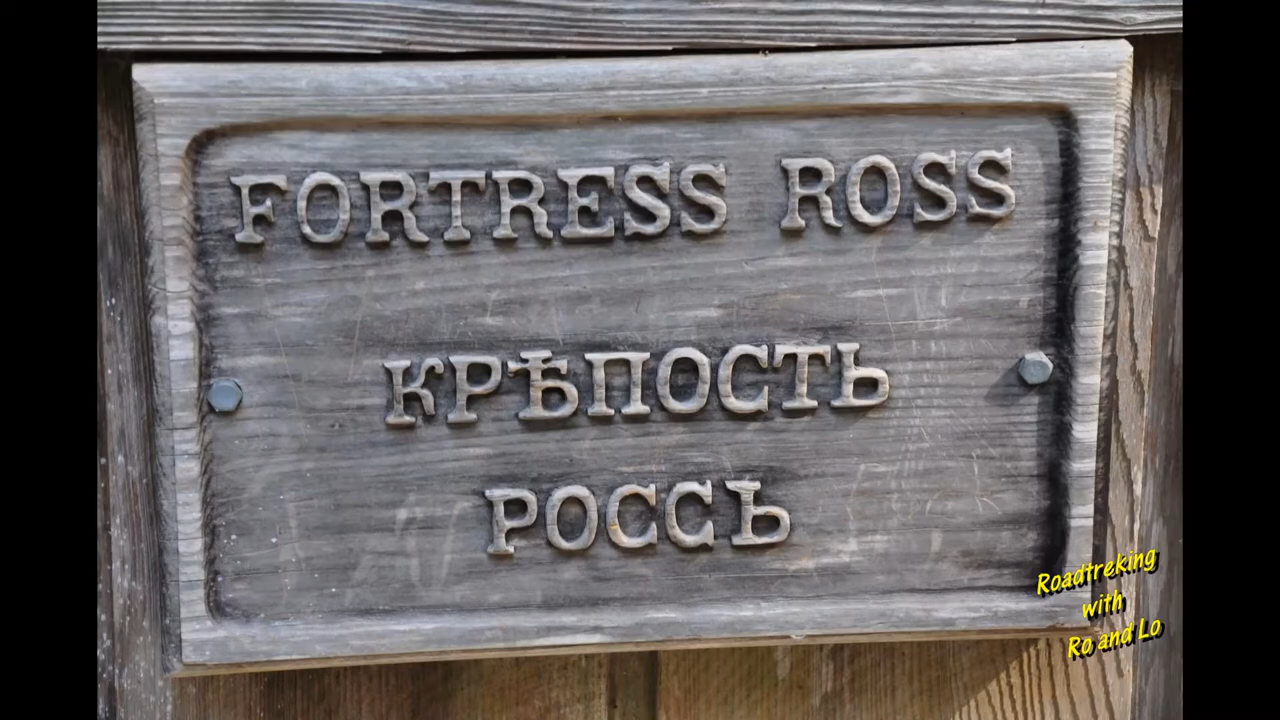 FORTRESS ROSS
КРѢПОСТЬ
РОССЪ
Roadtreking
with
Ro and Lo